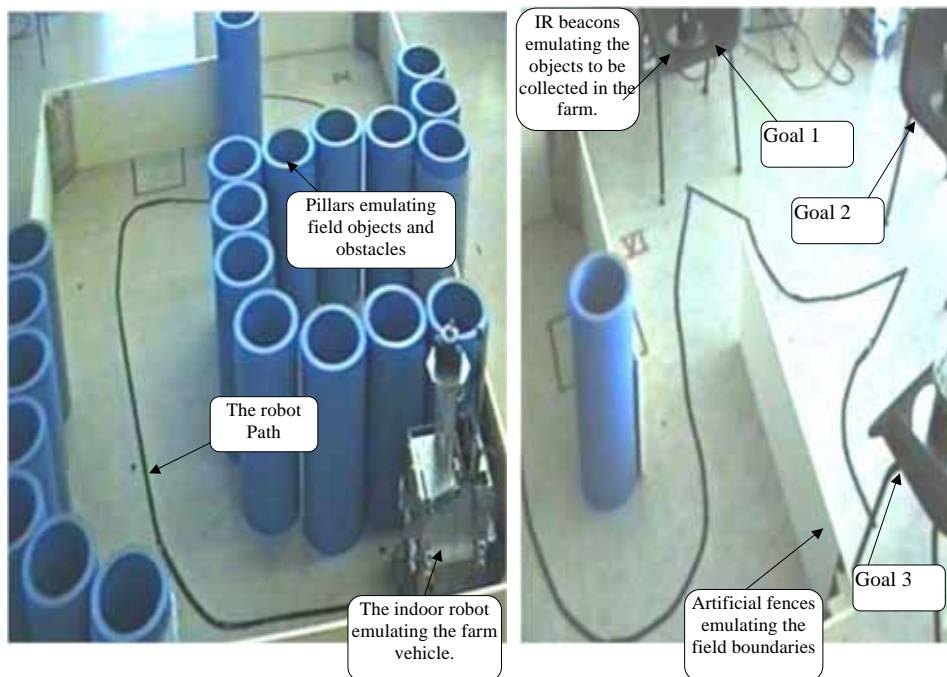 IR beacons
emulating the
objects to be
collected in the
farm.
Goal 1
Goal 2
Pillars emulating
field objects and
obstacles
VI
The robot
Path
Goal 3
The indoor robot
emulating the farm
vehicle.
Artificial fences
emulating the
field boundaries